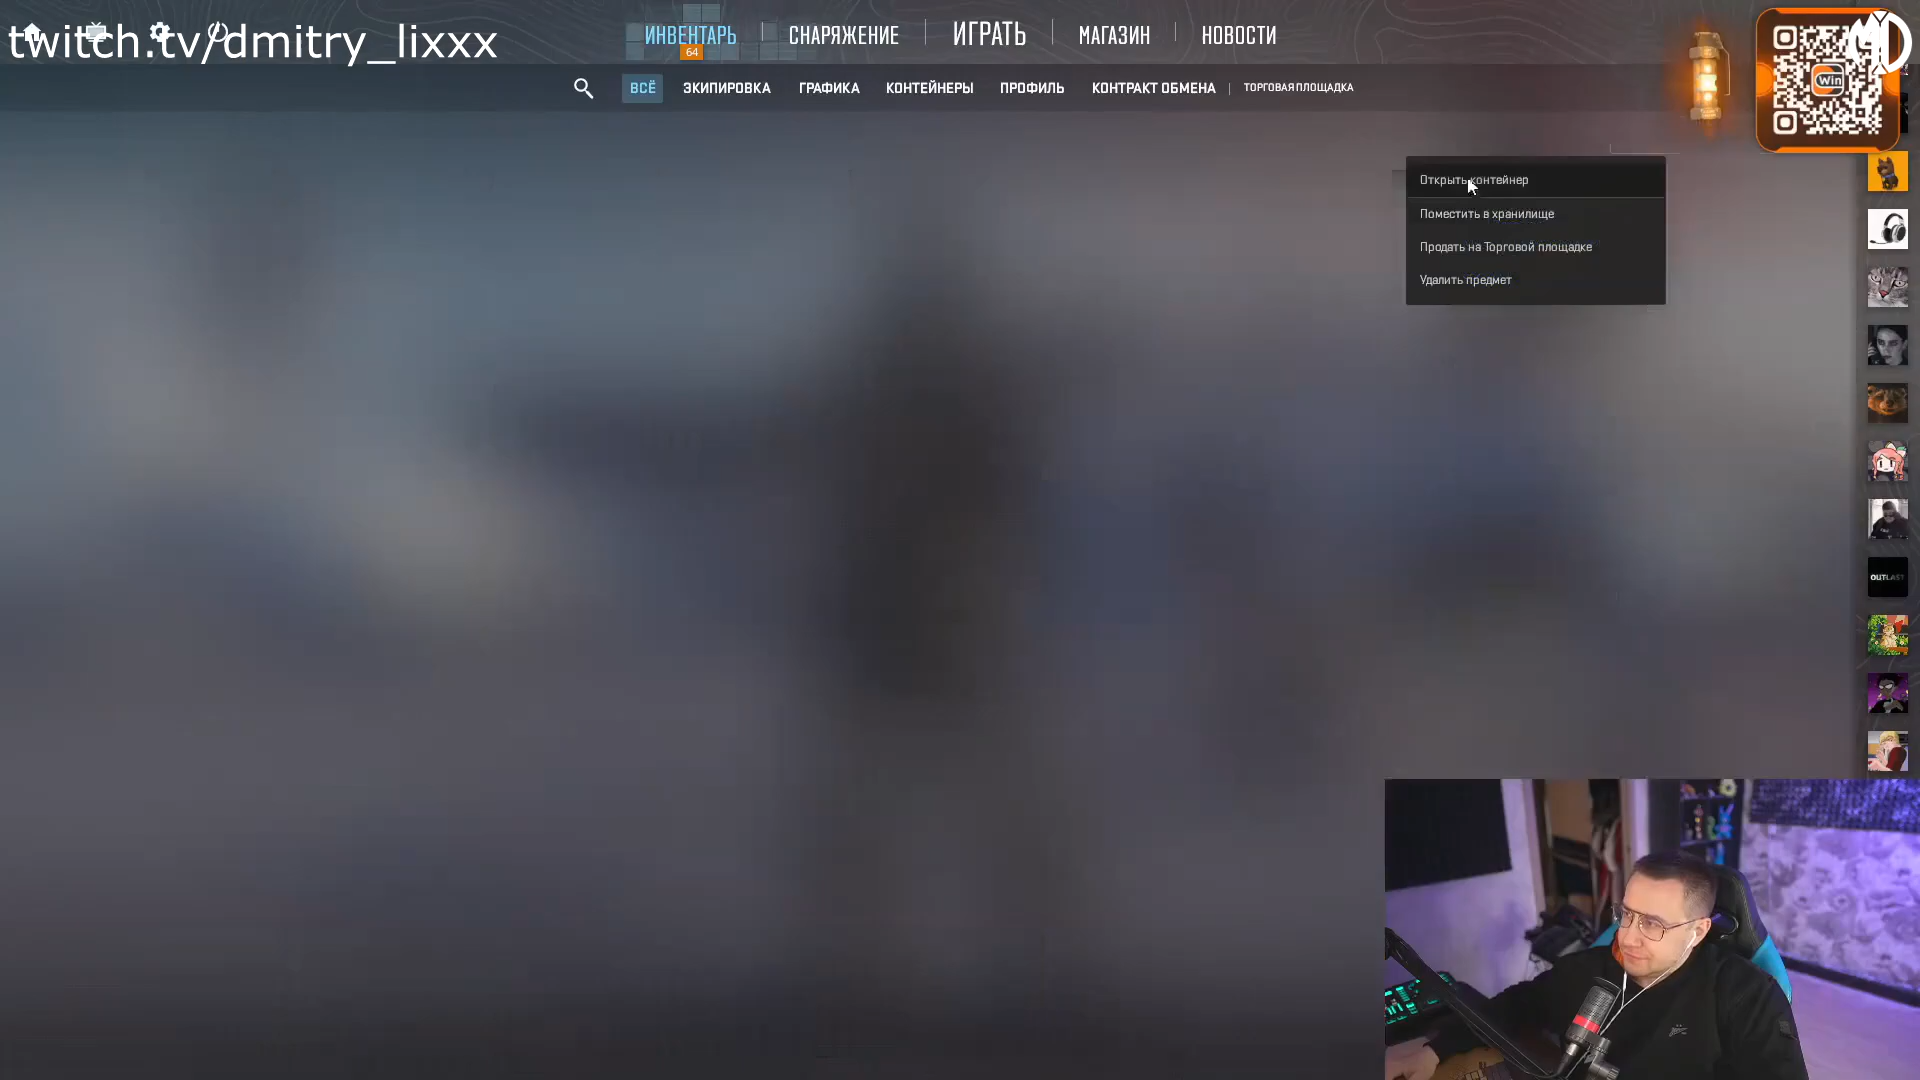 twitch.tv/dmitry_lixxx
ИНВЕНТАРЬ
СНАРЯЖЕНИЕ
ИГРАТЬ
МАГАЗИН
НОВОСТИ
64
ВСЁ
ЭКИПИРОВКА
ГРАФИКА
КОНТЕЙНЕРЫ
ПРОФИЛЬ
КОНТРАКТ ОБМЕНА
ТОРГОВАЯ ПЛОЩАДКА
Win
Открыть контейнер
Поместить в хранилище
Продать на Торговой площадке
Удалить предмет
OUTLAST